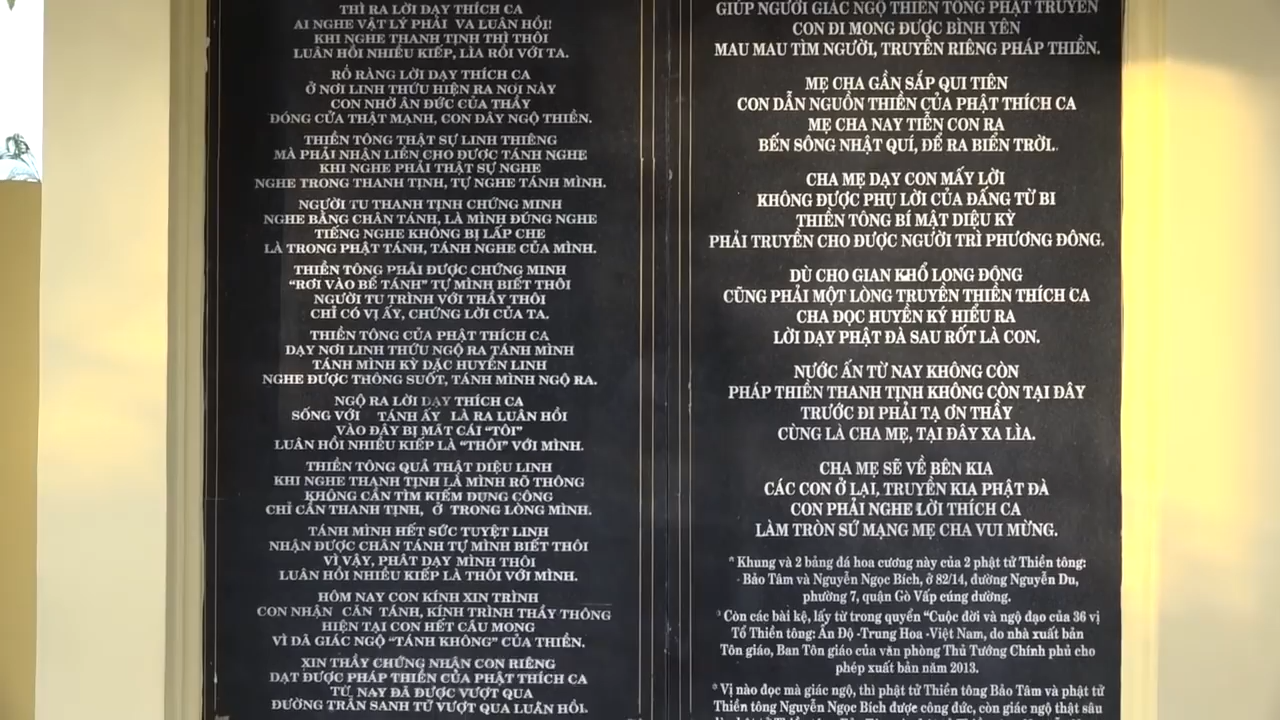 THÌ RA LỜI DẠY THÍCH CA
AI NGHE VẬT LÝ PHẢI VA LUÂN HỒI!
KHI NGHE THANH TỊNH THÌ THÔI
LUÂN HỒI NHIỀU KIẾP, LÌA RỒI VỚI TA.
RỔ RÀNG LỜI DẠY THÍCH CA
Ở NƠI LINH THỨU HIỆN RA NƠI NÀY
CON NHỜ ÂN ĐỨC CỦA THẦY
ĐÓNG CỬA THẬT MẠNH, CON ĐÂY NGỘ THIỀN.
THIỀN TÔNG THẬT SỰ LINH THIÊNG
MÀ PHẢI NHẬN LIỀN CHO ĐƯỢC TÁNH NGHE
KHI NGHE PHẢI THẬT SỰ NGHE
NGHE TRONG THANH TỊNH, TỰ NGHE TÁNH MÌNH.
NGƯỜI TU THANH TỊNH CHỨNG MINH
NGHE BẰNG CHÂN TÁNH, LÀ MÌNH ĐÚNG NGHE
TIẾNG NGHE KHÔNG BỊ LẤP CHE
LÀ TRONG PHẬT TÁNH, TÁNH NGHE CỦA MÌNH.
THIỀN TÔNG PHẢI ĐƯỢC CHỨNG MINH
“RƠI VÀO BỂ TÁNH” TỰ MÌNH BIẾT THÔI
NGƯỜI TU TRÌNH VỚI THẦY THÔI
CHỈ CÓ VỊ ẤY, CHỨNG LỜI CỦA TA.
THIỀN TÔNG CỦA PHẬT THÍCH CA
DẠY NƠI LINH THỨU NGỘ RA TÁNH MÌNH
TÁNH MÌNH KỲ ĐẶC HUYỀN LINH
NGHE ĐƯỢC THÔNG SUỐT, TÁNH MÌNH NGỘ RA.
NGỘ RA LỜI DẠY THÍCH CA
SỐNG VỚI TÁNH ẤY LÀ RA LUÂN HỒI
VÀO ĐÂY BỊ MẤT CÁI “TÔI”
LUÂN HỒI NHIỀU KIẾP LÀ “THÔI” VỚI MÌNH.
THIỀN TÔNG QUẢ THẬT DIỆU LINH
KHI NGHE THANH TỊNH LÀ MÌNH RÕ THÔNG
KHÔNG CẦN TÌM KIẾM DỤNG CÔNG
CHỈ CẦN THANH TỊNH, Ở TRONG LÒNG MÌNH.
TÁNH MÌNH HẾT SỨC TUYỆT LINH
NHẬN ĐƯỢC CHÂN TÁNH TỰ MÌNH BIẾT THÔI
VÌ VẬY, PHẬT DẠY MÌNH THÔI
LUÂN HỒI NHIỀU KIẾP LÀ THÔI VỚI MÌNH.
HÔM NAY CON KÍNH XIN TRÌNH
CON NHẬN CĂN TÁNH, KÍNH TRÌNH THẦY THÔNG
HIỆN TẠI CON HẾT CẦU MONG
VÌ ĐÃ GIÁC NGỘ “TÁNH KHÔNG” CỦA THIỀN.
XIN THẦY CHỨNG NHẬN CON RIÊNG
ĐẠT ĐƯỢC PHÁP THIỀN CỦA PHẬT THÍCH CA
TỪ NAY ĐÃ ĐƯỢC VƯỢT QUA
ĐƯỜNG TRẦN SANH TỬ VƯỢT QUA LUÂN HỒI.
GIÚP NGƯỜI GIÁC NGỘ THIỀN TÔNG PHẬT TRUYỀN
CON ĐI MONG ĐƯỢC BÌNH YÊN
MAU MAU TÌM NGƯỜI, TRUYỀN RIÊNG PHÁP THIỀN.
MẸ CHA GẦN SẮP QUI TIÊN
CON DẪN NGUỒN THIỀN CỦA PHẬT THÍCH CA
MẸ CHA NAY TIỄN CON RA
BẾN SÔNG NHẬT QUÍ, ĐỂ RA BIỂN TRỜI.
CHA MẸ DẠY CON MẤY LỜI
KHÔNG ĐƯỢC PHỤ LỜI CỦA ĐẤNG TỪ BI
THIỀN TÔNG BÍ MẬT DIỆU KỲ
PHẢI TRUYỀN CHO ĐƯỢC NGƯỜI TRÌ PHƯƠNG ĐÔNG.
DÙ CHO GIAN KHỔ LONG ĐONG
CŨNG PHẢI MỘT LÒNG TRUYỀN THIỀN THÍCH CA
CHA ĐỌC HUYỀN KÝ HIỂU RA
LỜI DẠY PHẬT ĐÀ SAU RỐT LÀ CON.
NƯỚC ẤN TỪ NAY KHÔNG CÒN
PHÁP THIỀN THANH TỊNH KHÔNG CÒN TẠI ĐÂY
TRƯỚC ĐI PHẢI TẠ ƠN THẦY
CÙNG LÀ CHA MẸ, TẠI ĐÂY XA LÌA.
CHA MẸ SẼ VỀ BÊN KIA
CÁC CON Ở LẠI, TRUYỀN KIA PHẬT ĐÀ
CON PHẢI NGHE LỜI THÍCH CA
LÀM TRÒN SỨ MẠNG MẸ CHA VUI MỪNG.
* Khung và 2 bảng đá hoa cương này của 2 phật tử Thiền tông:
Bảo Tâm và Nguyễn Ngọc Bích, ở 82/14, đường Nguyễn Du,
phường 7, quận Gò Vấp cúng dường.
* Còn các bài kệ, lấy từ trong quyển “Cuộc đời và ngộ đạo của 36 vị
Tổ Thiền tông: Ấn Độ -Trung Hoa -Việt Nam, do nhà xuất bản
Tôn giáo, Ban Tôn giáo của văn phòng Thủ Tướng Chính phủ cho
phép xuất bản năm 2013.
* Vị nào đọc mà giác ngộ, thì phật tử Thiền tông Bảo Tâm và phật tử
Thiền tông Nguyễn Ngọc Bích được công đức, còn giác ngộ thật sâu